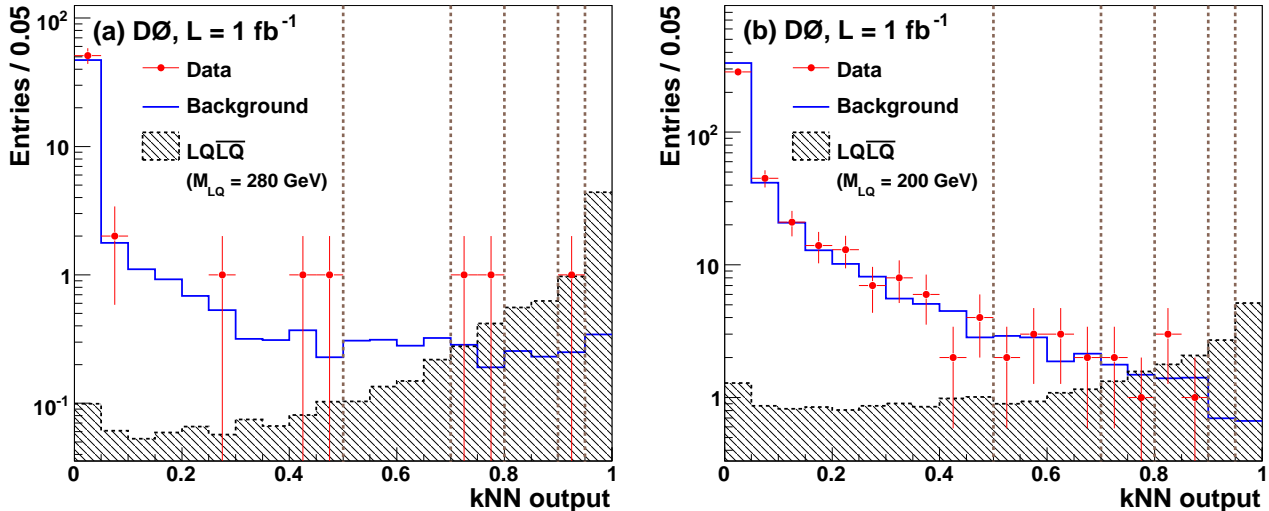 (a) DØ, L = 1 fb⁻¹
Data
Background
LQL̅Q̅
(M_LQ = 280 GeV)
Entries / 0.05
10²
10
1
10⁻¹
0 0.2 0.4 0.6 0.8 1
kNN output
(b) DØ, L = 1 fb⁻¹
Data
Background
LQL̅Q̅
(M_LQ = 200 GeV)
Entries / 0.05
10²
10
1
0 0.2 0.4 0.6 0.8 1
kNN output